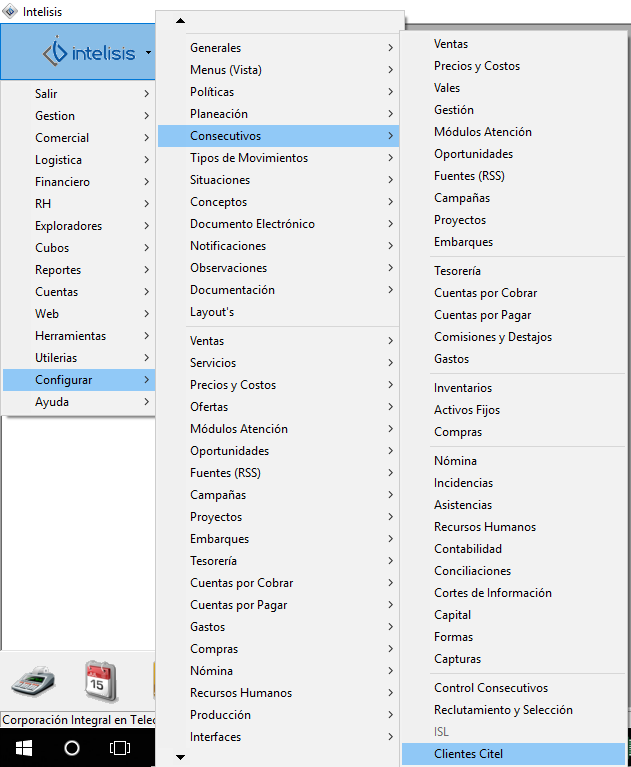 Intelisis
intelisis
Salir
Gestion
Comercial
Logistica
Financiero
RH
Exploradores
Cubos
Reportes
Cuentas
Web
Herramientas
Utilerias
Configurar
Ayuda
Generales
Menus (Vista)
Políticas
Planeación
Consecutivos
Tipos de Movimientos
Situaciones
Conceptos
Documento Electrónico
Notificaciones
Observaciones
Documentación
Layout's
Ventas
Servicios
Precios y Costos
Ofertas
Módulos Atención
Oportunidades
Fuentes (RSS)
Campañas
Proyectos
Embarques
Tesorería
Cuentas por Cobrar
Cuentas por Pagar
Gastos
Compras
Nómina
Recursos Humanos
Producción
Interfaces
Ventas
Precios y Costos
Vales
Gestión
Módulos Atención
Oportunidades
Fuentes (RSS)
Campañas
Proyectos
Embarques
Tesorería
Cuentas por Cobrar
Cuentas por Pagar
Comisiones y Destajos
Gastos
Inventarios
Activos Fijos
Compras
Nómina
Incidencias
Asistencias
Recursos Humanos
Contabilidad
Conciliaciones
Cortes de Información
Capital
Formas
Capturas
Control Consecutivos
Reclutamiento y Selección
ISL
Clientes Citel
15
Corporación Integral en Telec